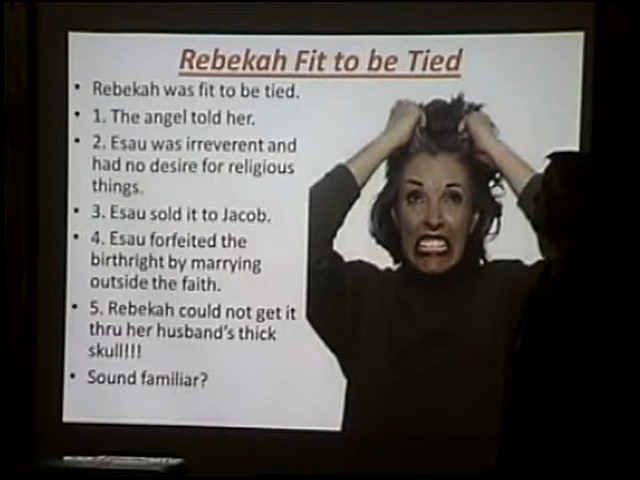 Rebekah Fit to be Tied
• Rebekah was fit to be tied.
• 1. The angel told her.
• 2. Esau was irreverent and
had no desire for religious
things.
• 3. Esau sold it to Jacob.
• 4. Esau forfeited the
birthright by marrying
outside the faith.
• 5. Rebekah could not get it
thru her husband's thick
skull!!!!
• Sound familiar?